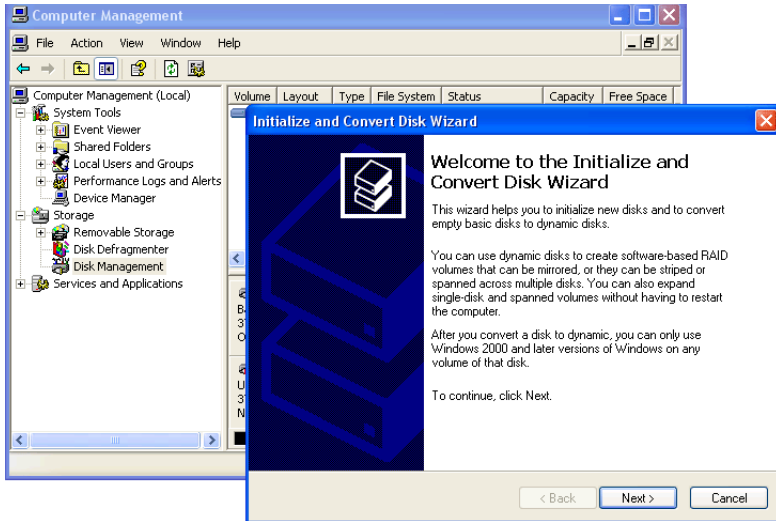 Computer Management
File Action View Window Help
Computer Management (Local)
System Tools
Event Viewer
Shared Folders
Local Users and Groups
Performance Logs and Alerts
Device Manager
Storage
Removable Storage
Disk Defragmenter
Disk Management
Services and Applications
Volume Layout Type File System Status Capacity Free Space
Initialize and Convert Disk Wizard
Welcome to the Initialize and
Convert Disk Wizard
This wizard helps you to initialize new disks and to convert
empty basic disks to dynamic disks.
You can use dynamic disks to create software-based RAID
volumes that can be mirrored, or they can be striped or
spanned across multiple disks. You can also expand
single-disk and spanned volumes without having to restart
the computer.
After you convert a disk to dynamic, you can only use
Windows 2000 and later versions of Windows on any
volume of that disk.
To continue, click Next.
< Back Next > Cancel